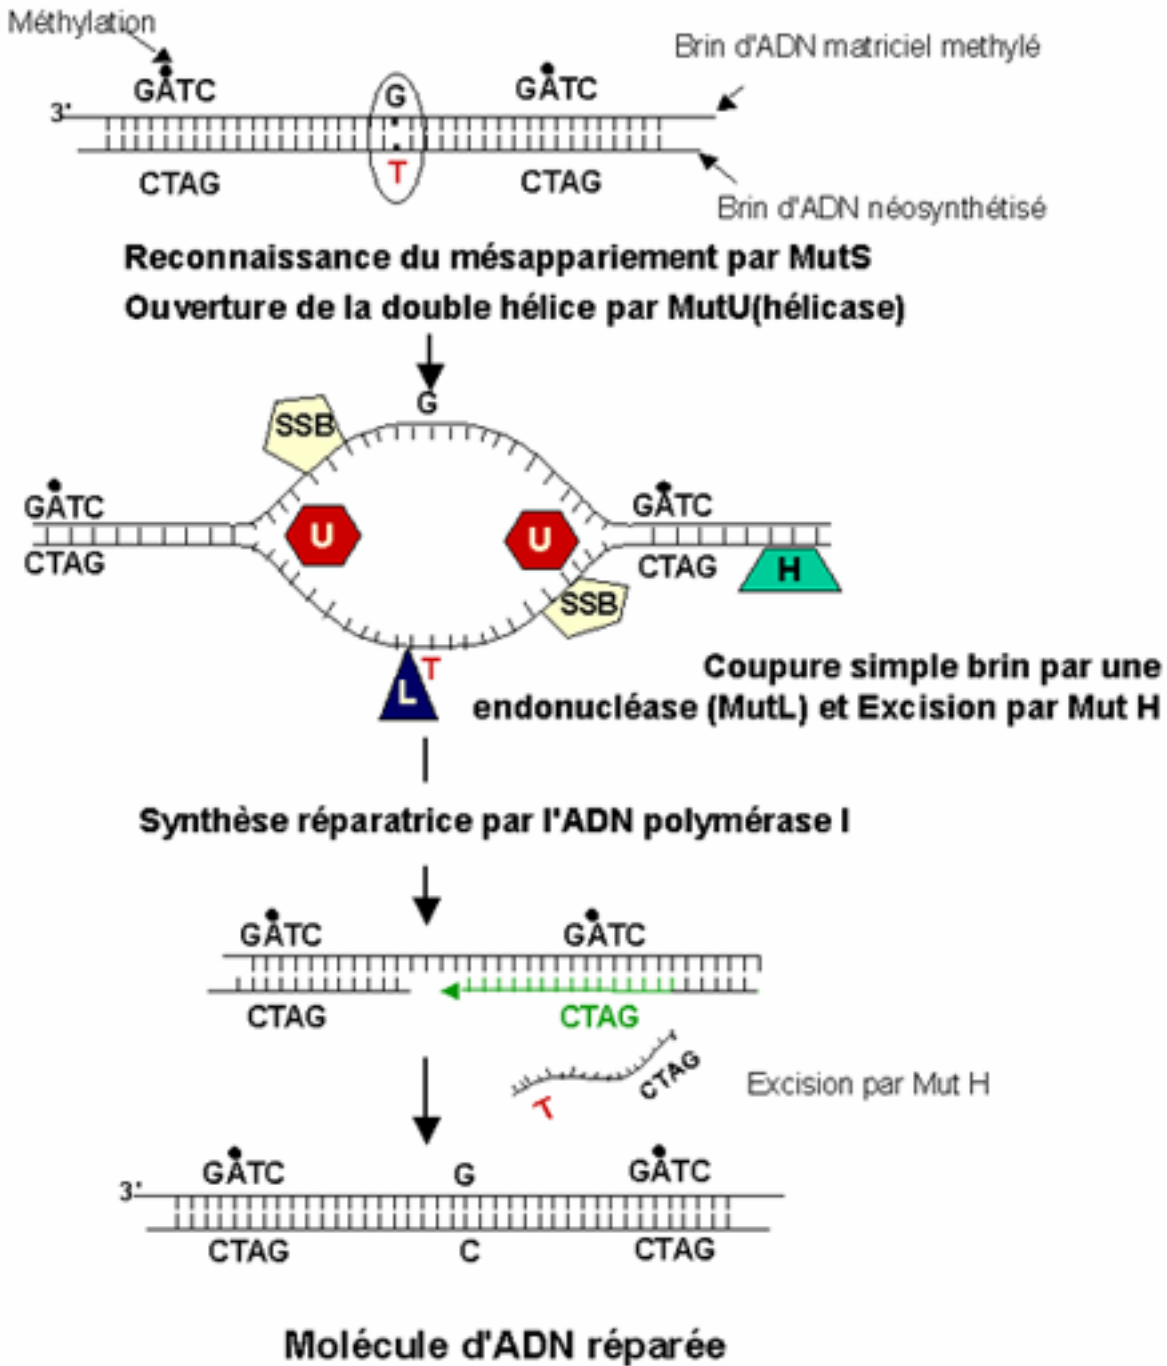 Méthylation
Brin d'ADN matriciel methylé
GATC
G
GATC
3'
CTAG
T
CTAG
Brin d'ADN néosynthétisé
Reconnaissance du mésappariement par MutS
Ouverture de la double hélice par MutU(hélicase)
G
SSB
GATC
GATC
U
U
CTAG
CTAG
H
SSB
T
L
Coupure simple brin par une
endonucléase (MutL) et Excision par Mut H
Synthèse réparatrice par l'ADN polymérase I
GATC
GATC
CTAG
CTAG
CTAG
T
Excision par Mut H
GATC
G
GATC
3'
CTAG
C
CTAG
Molécule d'ADN réparée